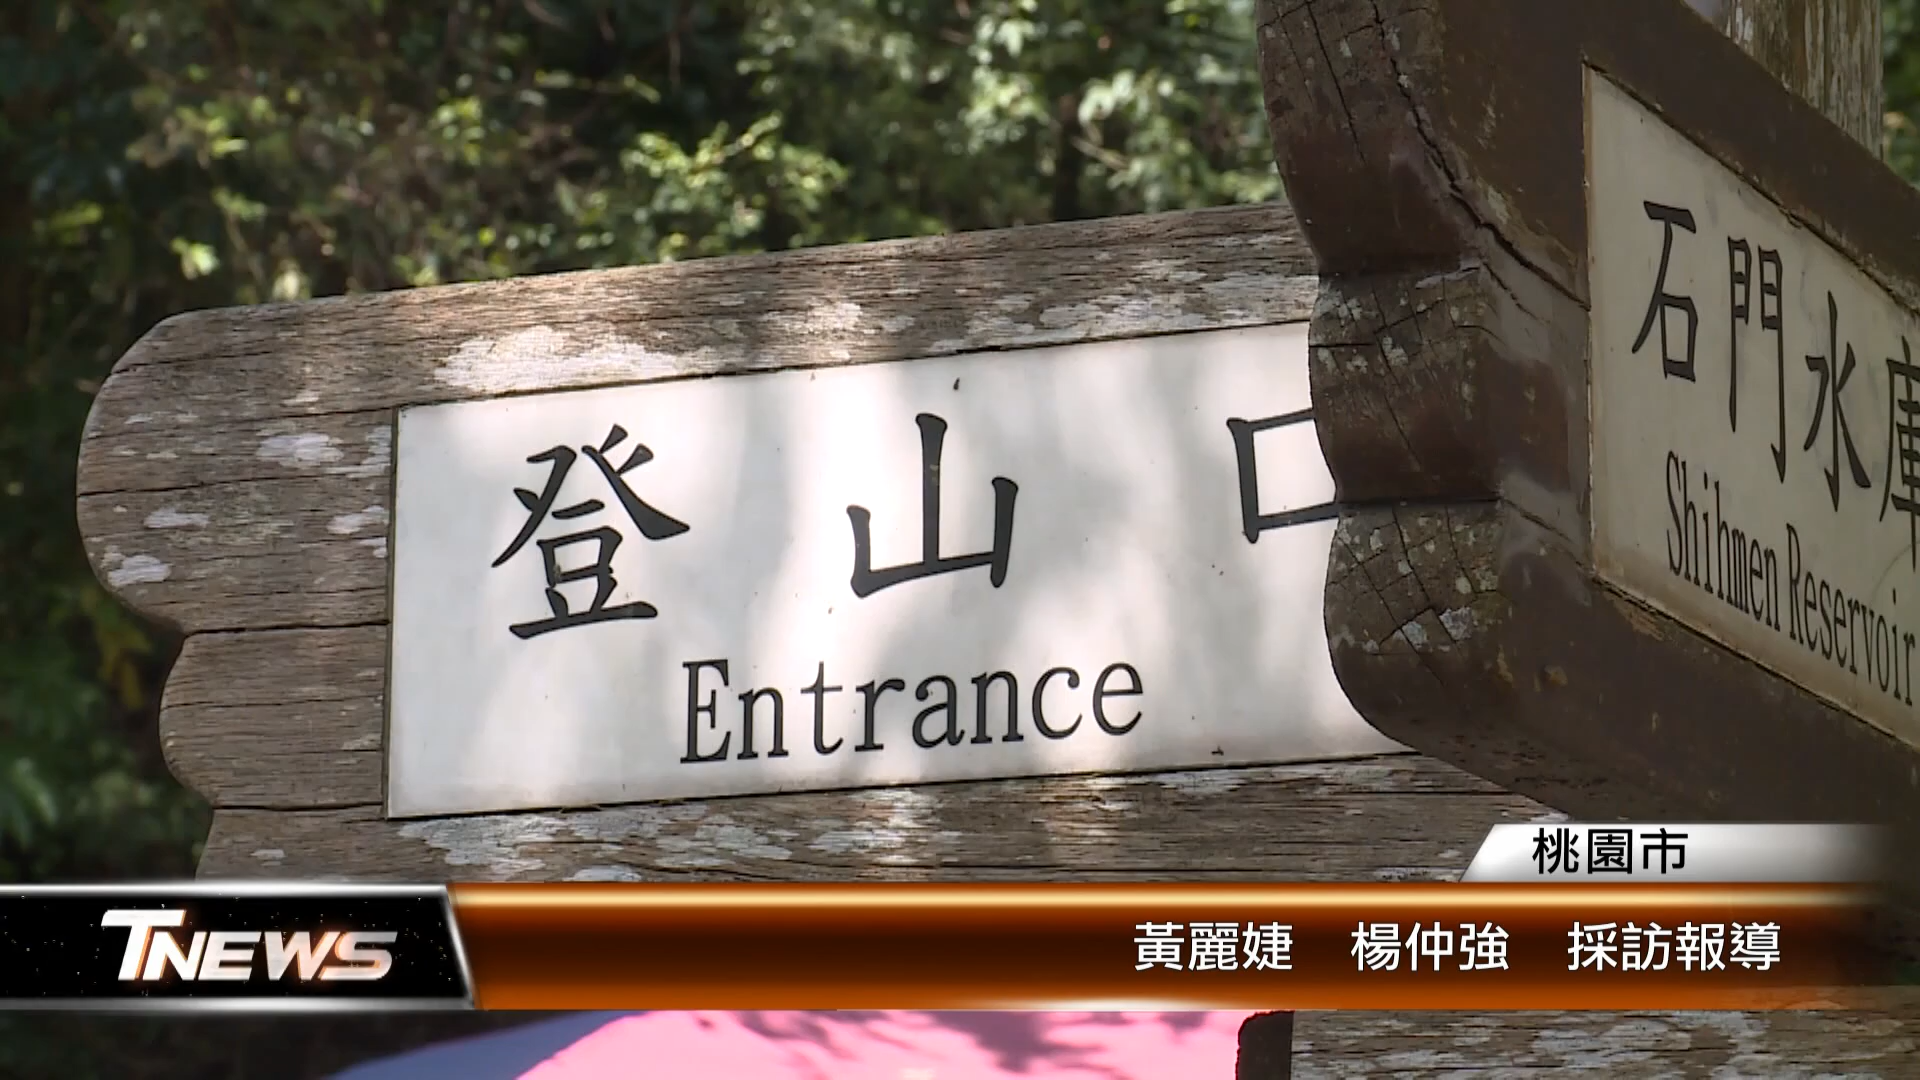 登山口
Entrance
石門水庫
Shihmen Reservoir
桃園市
TNEWS
黃麗婕 楊仲強 採訪報導